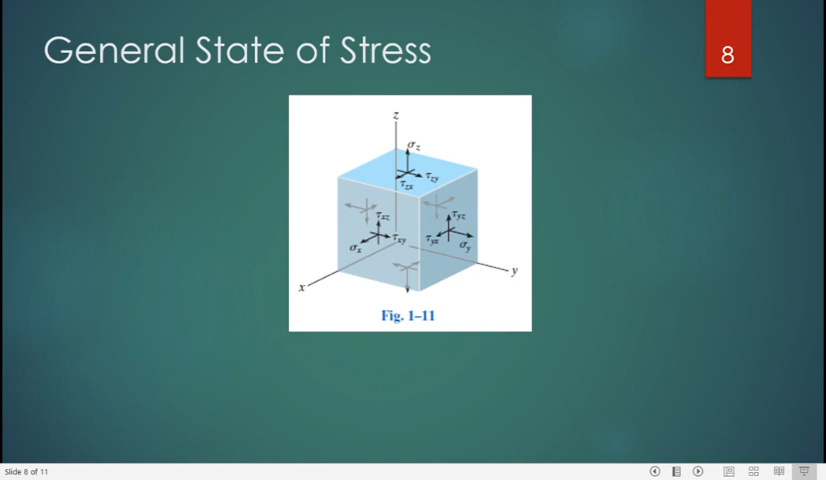 General State of Stress
8
z
σz
τzy
τzx
τxz
τyz
τxy
τyx
σx
σy
x
y
Fig. 1–11
Slide 8 of 11